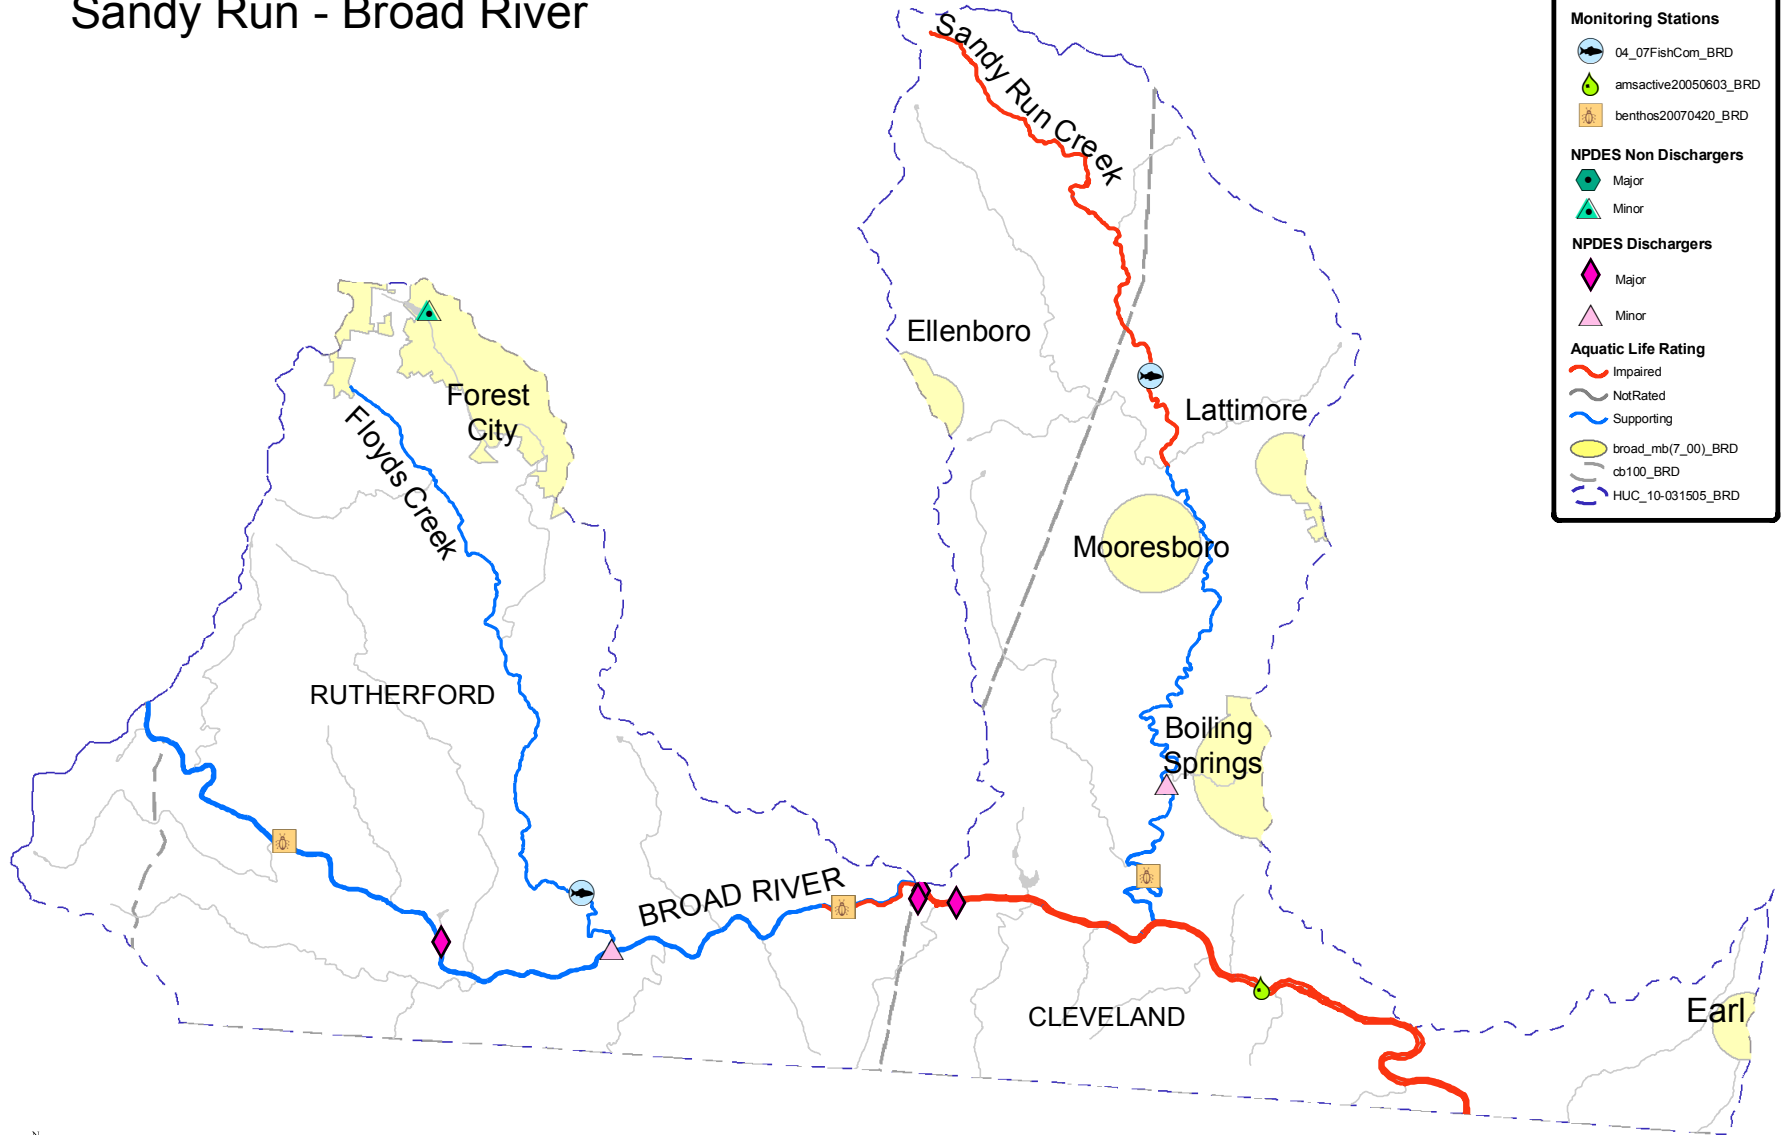 Sandy Run - Broad River
Monitoring Stations
04_07FishCom_BRD
amsactive20050603_BRD
benthos20070420_BRD
NPDES Non Dischargers
Major
Minor
NPDES Dischargers
Major
Minor
Aquatic Life Rating
Impaired
NotRated
Supporting
broad_mb(7_00)_BRD
cb100_BRD
HUC_10-031505_BRD
Sandy Run Creek
Ellenboro
Forest
City
Lattimore
Floyds Creek
Mooresboro
RUTHERFORD
Boiling
Springs
BROAD RIVER
CLEVELAND
Earl
N